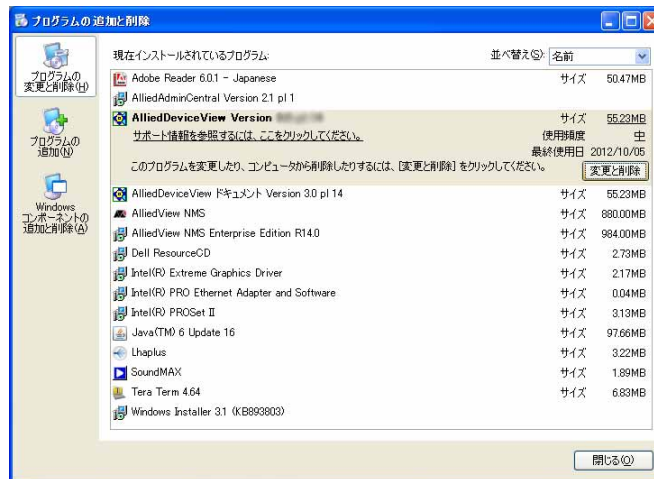 プログラムの追加と削除
プログラムの
変更と削除(H)
プログラムの
追加(N)
Windows
コンポーネントの
追加と削除(A)
現在インストールされているプログラム: 並べ替え(S): 名前
Adobe Reader 6.0.1 - Japanese サイズ 50.47MB
AlliedAdminCentral Version 2.1 pl 1
AlliedDeviceView Version サイズ 55.23MB
サポート情報を参照するには、ここをクリックしてください。 使用頻度 中
最終使用日 2012/10/05
このプログラムを変更したり、コンピュータから削除したりするには、[変更と削除] をクリックしてください。 変更と削除
AlliedDeviceView ドキュメント Version 3.0 pl 14 サイズ 55.23MB
AlliedView NMS サイズ 880.00MB
AlliedView NMS Enterprise Edition R14.0 サイズ 984.00MB
Dell ResourceCD サイズ 2.73MB
Intel(R) Extreme Graphics Driver サイズ 2.17MB
Intel(R) PRO Ethernet Adapter and Software サイズ 0.04MB
Intel(R) PROSet II サイズ 3.13MB
Java(TM) 6 Update 16 サイズ 97.66MB
Lhaplus サイズ 3.22MB
SoundMAX サイズ 1.89MB
Tera Term 4.64 サイズ 6.83MB
Windows Installer 3.1 (KB893803)
閉じる(O)